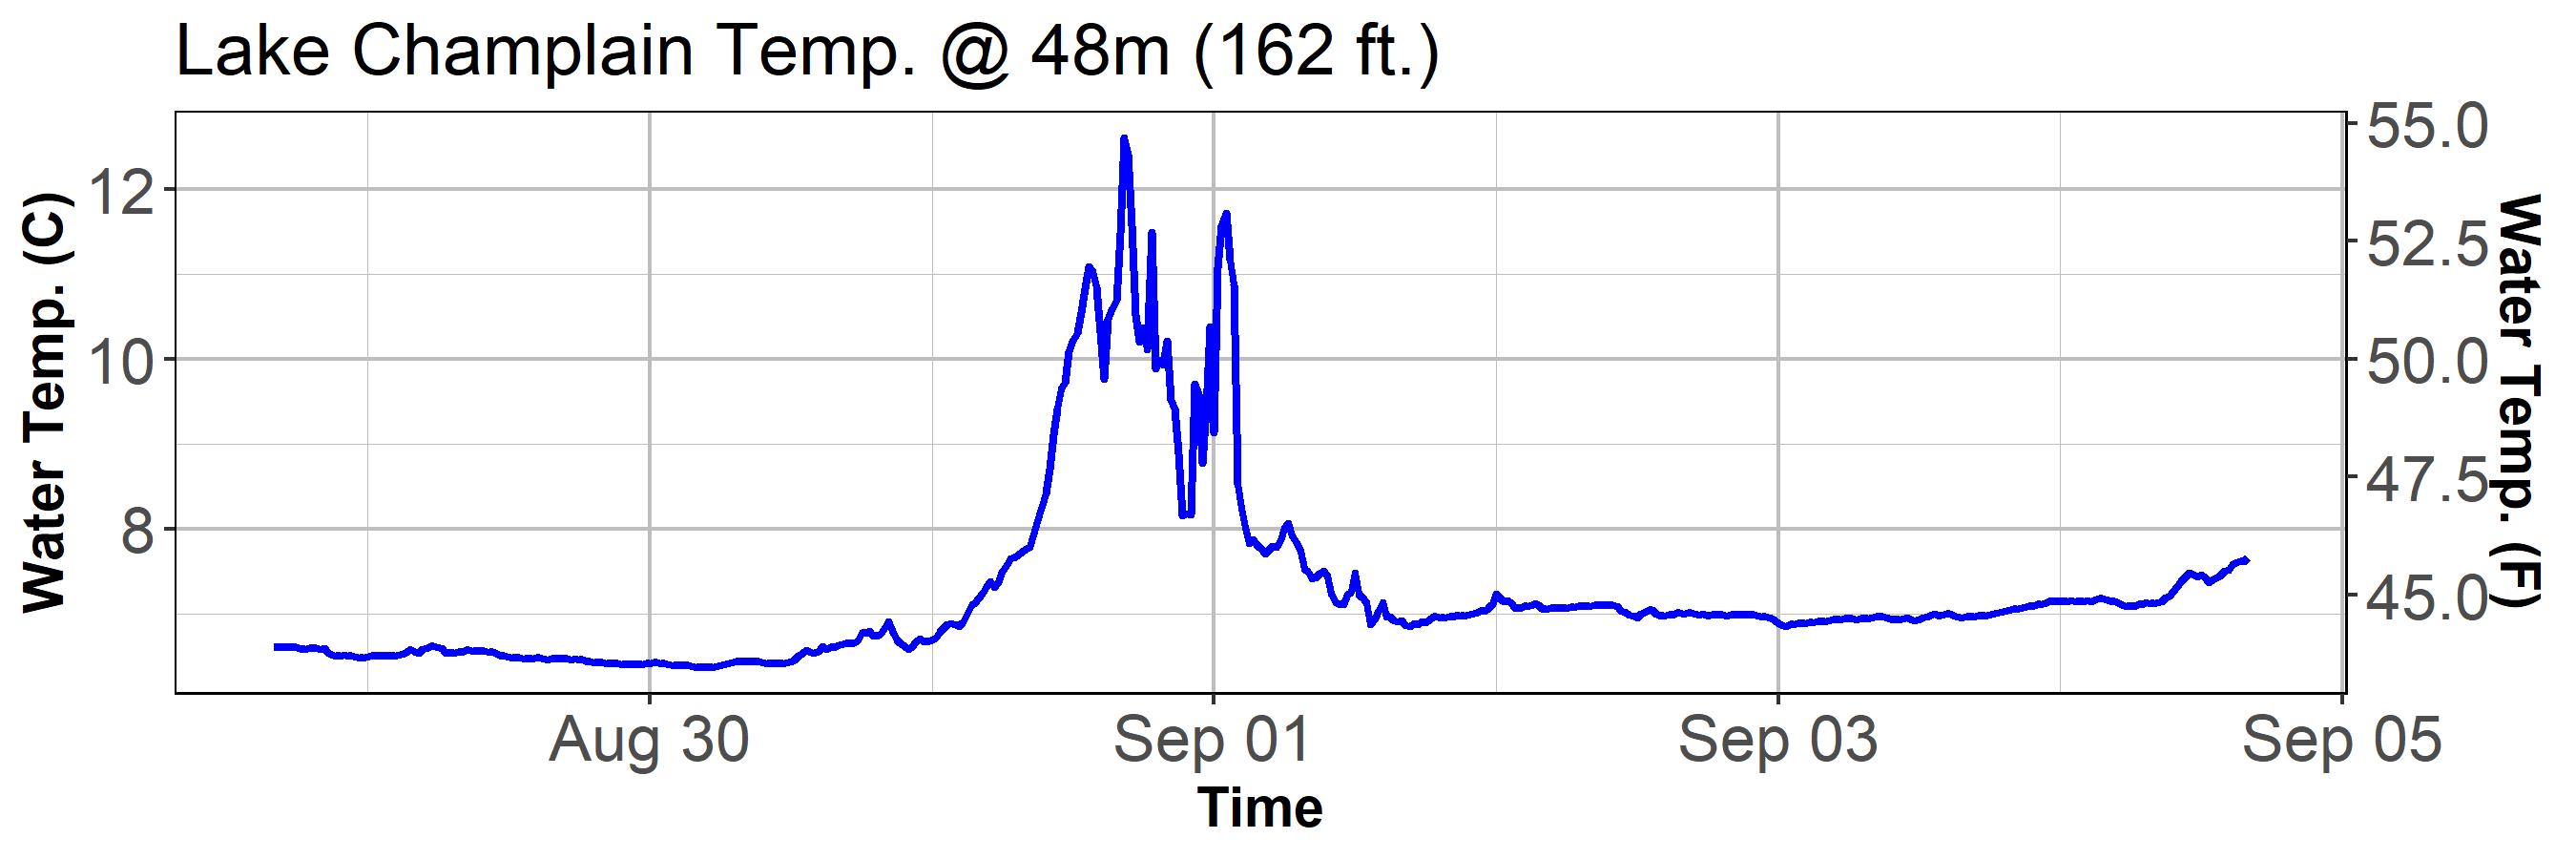 Lake Champlain Temp. @ 48m (162 ft.)
Water Temp. (C)
12
10
8
55.0
52.5
50.0
47.5
45.0
Water Temp. (F)
Aug 30
Sep 01
Sep 03
Sep 05
Time